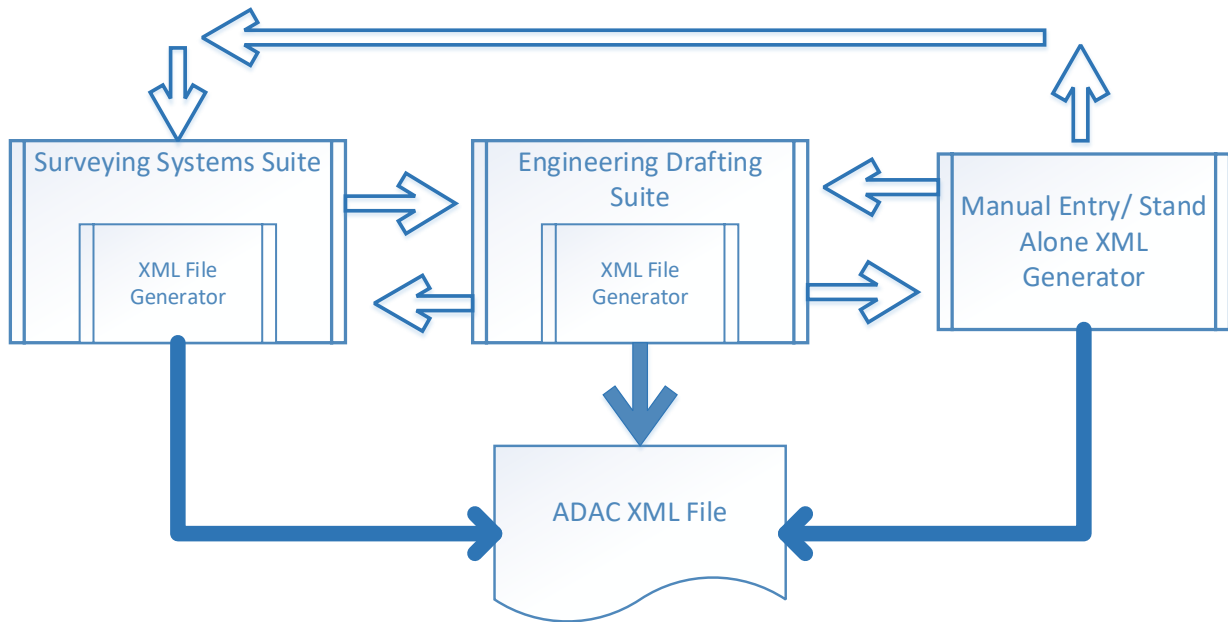 Surveying Systems Suite
XML File
Generator
Engineering Drafting
Suite
XML File
Generator
Manual Entry/ Stand
Alone XML
Generator
ADAC XML File